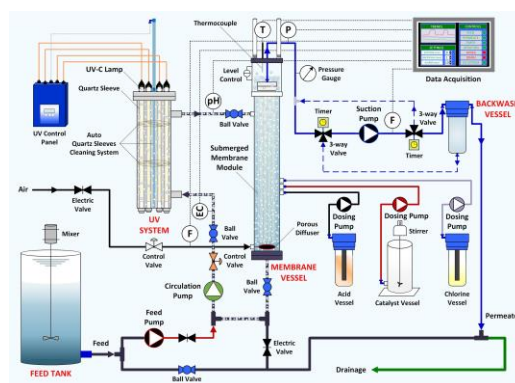 Thermocouple
T
P
Level
Control
Pressure
Gauge
Data Acquisition
UV-C Lamp
Quartz Sleeve
UV Control
Panel
Auto
Quartz Sleeves
Cleaning System
pH
Ball Valve
Timer
Suction
Pump
F
3-way
Valve
BACKWASH
VESSEL
3-way
Valve
Timer
Submerged
Membrane
Module
Air
Electric
Valve
UV
SYSTEM
EC
F
Ball
Valve
Porous
Diffuser
Dosing Pump
Dosing Pump
Dosing Pump
Stirrer
Mixer
Control
Valve
Control
Valve
MEMBRANE
VESSEL
Circulation
Pump
Ball
Valve
Acid
Vessel
Catalyst Vessel
Chlorine
Vessel
Feed
Pump
Permeate
Feed
Electric
Valve
FEED TANK
Ball
Valve
Drainage